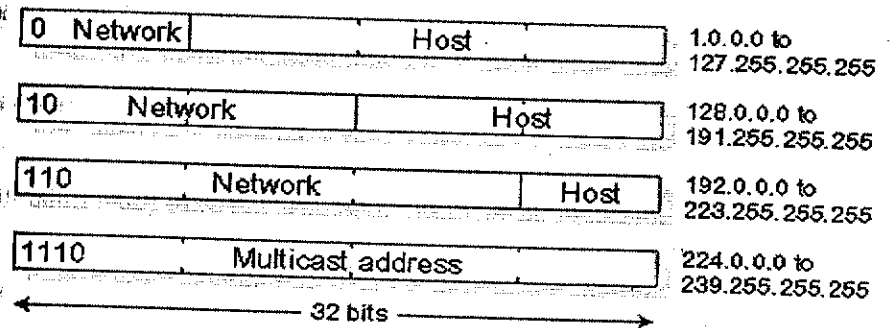 0 Network Host 1.0.0.0 to
127.255.255.255
10 Network Host 128.0.0.0 to
191.255.255.255
110 Network Host 192.0.0.0 to
223.255.255.255
1110 Multicast address 224.0.0.0 to
239.255.255.255
32 bits